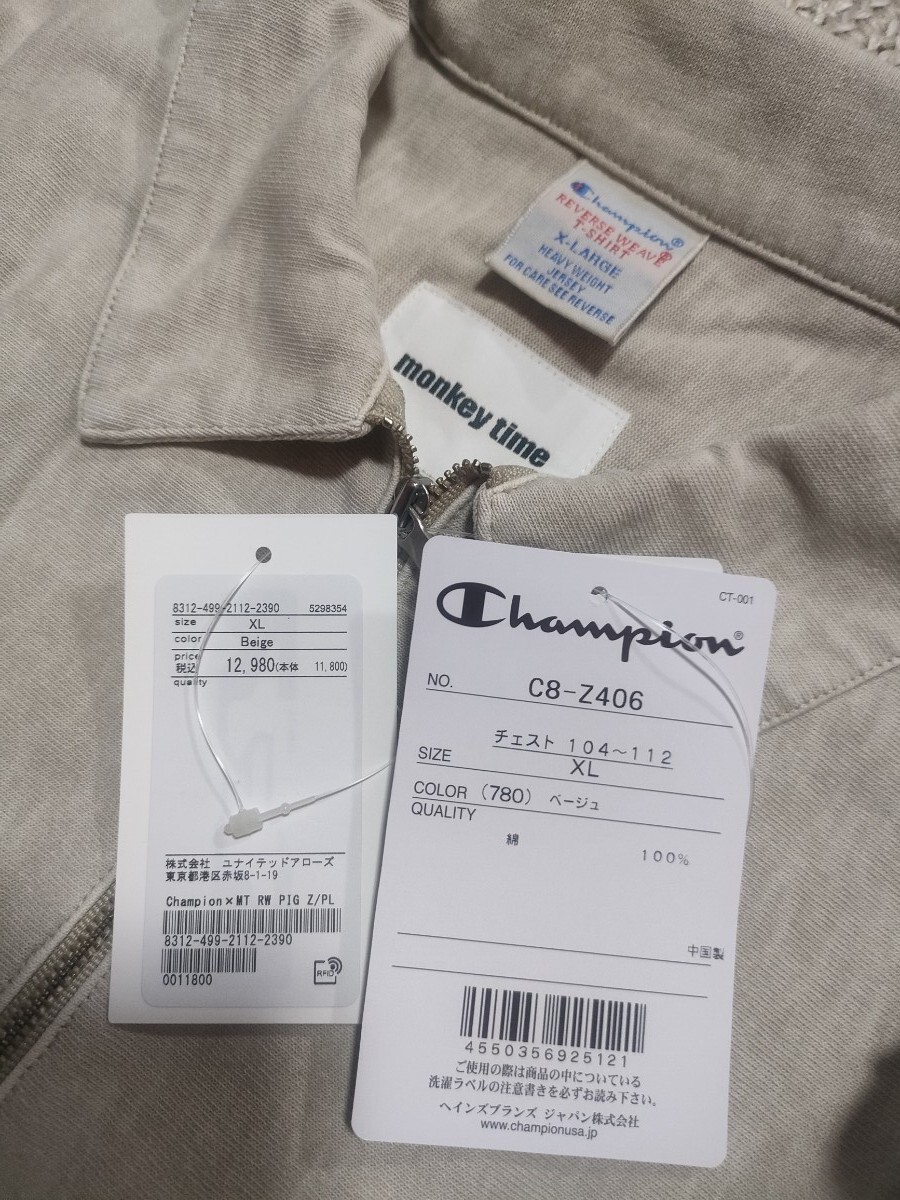 Champion®
REVERSE WEAVE®
T-SHIRT
X-LARGE
HEAVY WEIGHT
JERSEY
FOR CARE SEE REVERSE
monkey time
8312-499-2112-2390 5298354
size XL
color Beige
price
税込 12,980(本体 11,800)
quality
株式会社 ユナイテッドアローズ
東京都港区赤坂8-1-19
Champion×MT RW PIG Z/PL
8312-499-2112-2390
0011800
RFID
CT-001
Champion®
NO. C8-Z406
チェスト 104～112
SIZE XL
COLOR (780) ベージュ
QUALITY
綿 100%
中国製
4550356925121
ご使用の際は商品の中についている
洗濯ラベルの注意書きを必ずお読み下さい。
ヘインズブランズ ジャパン株式会社
www.championusa.jp